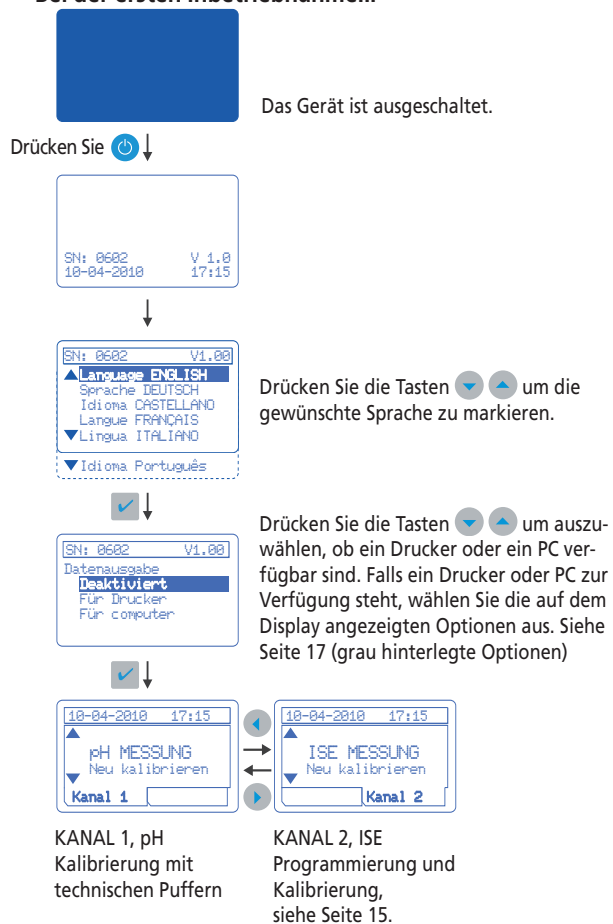 Bei der ersten Inbetriebnahme...
Das Gerät ist ausgeschaltet.
Drücken Sie
SN: 0602 V 1.0
10-04-2010 17:15
SN: 0602 V1.00
Language ENGLISH
Sprache DEUTSCH
Idioma CASTELLANO
Langue FRANÇAIS
Lingua ITALIANO
Idioma Português
Drücken Sie die Tasten um die
gewünschte Sprache zu markieren.
SN: 0602 V1.00
Datenausgabe
Deaktiviert
Für Drucker
Für computer
Drücken Sie die Tasten um auszu-
wählen, ob ein Drucker oder ein PC ver-
fügbar sind. Falls ein Drucker oder PC zur
Verfügung steht, wählen Sie die auf dem
Display angezeigten Optionen aus. Siehe
Seite 17 (grau hinterlegte Optionen)
10-04-2010 17:15
pH MESSUNG
Neu kalibrieren
Kanal 1
10-04-2010 17:15
ISE MESSUNG
Neu kalibrieren
Kanal 2
KANAL 1, pH
Kalibrierung mit
technischen Puffern
KANAL 2, ISE
Programmierung und
Kalibrierung,
siehe Seite 15.